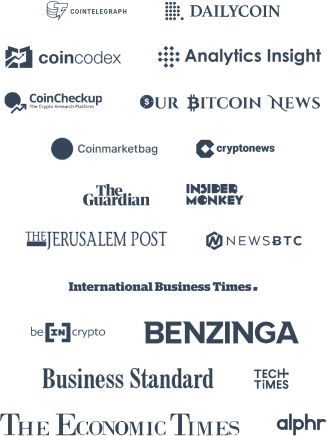 COINTELEGRAPH
DAILYCOIN
coincodex
Analytics Insight
CoinCheckup
The Crypto Research Platform
OUR BITCOIN NEWS
Coinmarketbag
cryptonews
The
Guardian
INSIDER
MONKEY
THE JERUSALEM POST
NEWSBTC
International Business Times.
be[IN]crypto
BENZINGA
Business Standard
TECH
TIMES
THE ECONOMIC TIMES
alphr